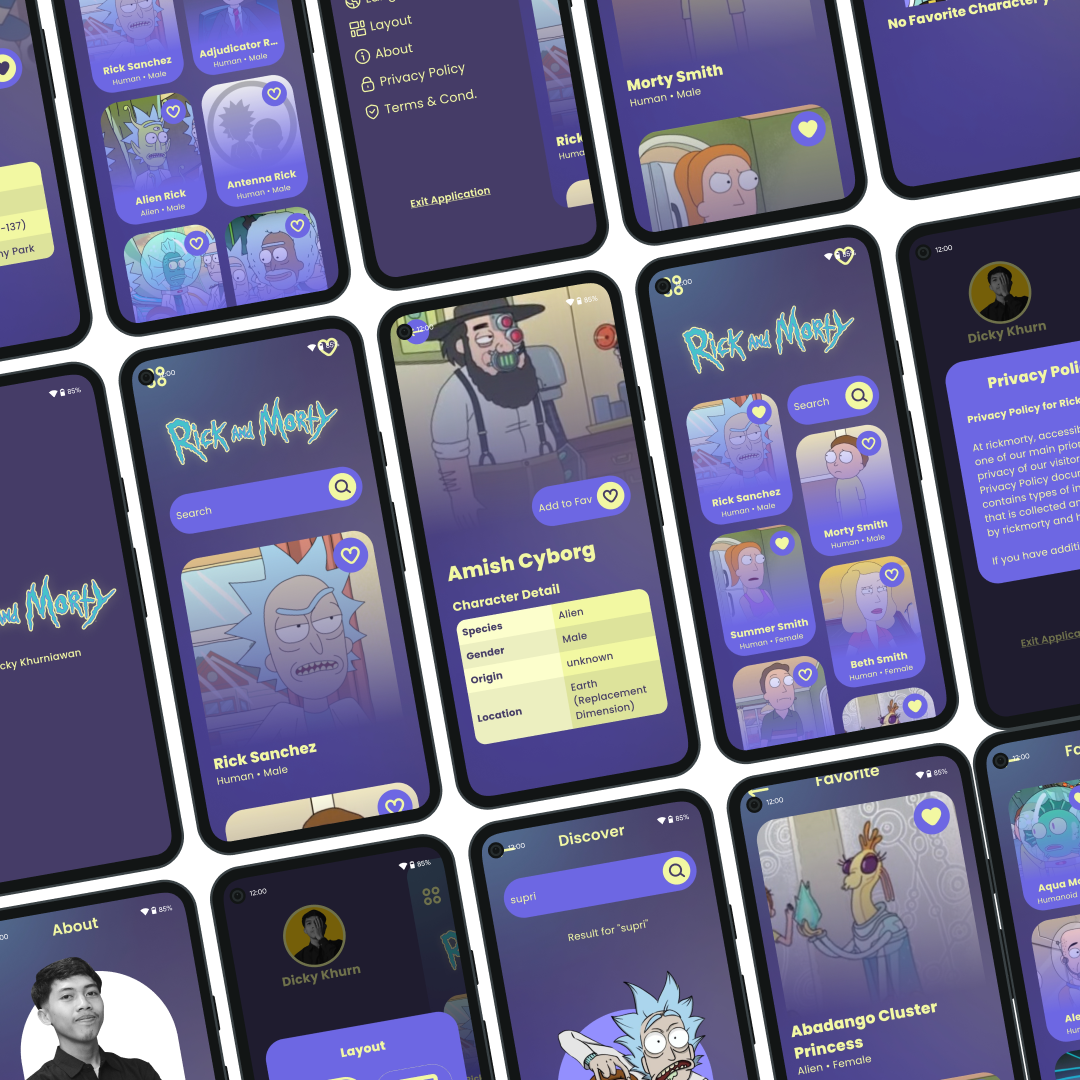 -137)
ny Park
Rick Sanchez
Human • Male
Adjudicator R...
Human • Male
Alien Rick
Alien • Male
Antenna Rick
Human • Male
Layout
About
Privacy Policy
Terms & Cond.
Exit Application
Rick
Huma
Morty Smith
Human • Male
No Favorite Character
85%
and Morty
cky Khurniawan
85%
Rick and Morty
Search
Rick Sanchez
Human • Male
12:00
85%
Add to Fav
Amish Cyborg
Character Detail
Species
Alien
Gender
Male
Origin
unknown
Location
Earth
(Replacement
Dimension)
85%
Rick and Morty
Search
Rick Sanchez
Human • Male
Morty Smith
Human • Male
Summer Smith
Human • Female
Beth Smith
Human • Female
12:00
Dicky Khurn
Privacy Poli
Privacy Policy for Rick
At rickmorty, accessib
one of our main prior
privacy of our visitor
Privacy Policy docu
contains types of in
that is collected a
by rickmorty and h
If you have additi
Exit Applica
85%
About
12:00
85%
Dicky Khurn
Layout
12:00
85%
Discover
supri
Result for "supri"
12:00
85%
Favorite
Abadango Cluster
Princess
Alien • Female
12:00
Fa
Aqua Mo
Humanoid
Ale